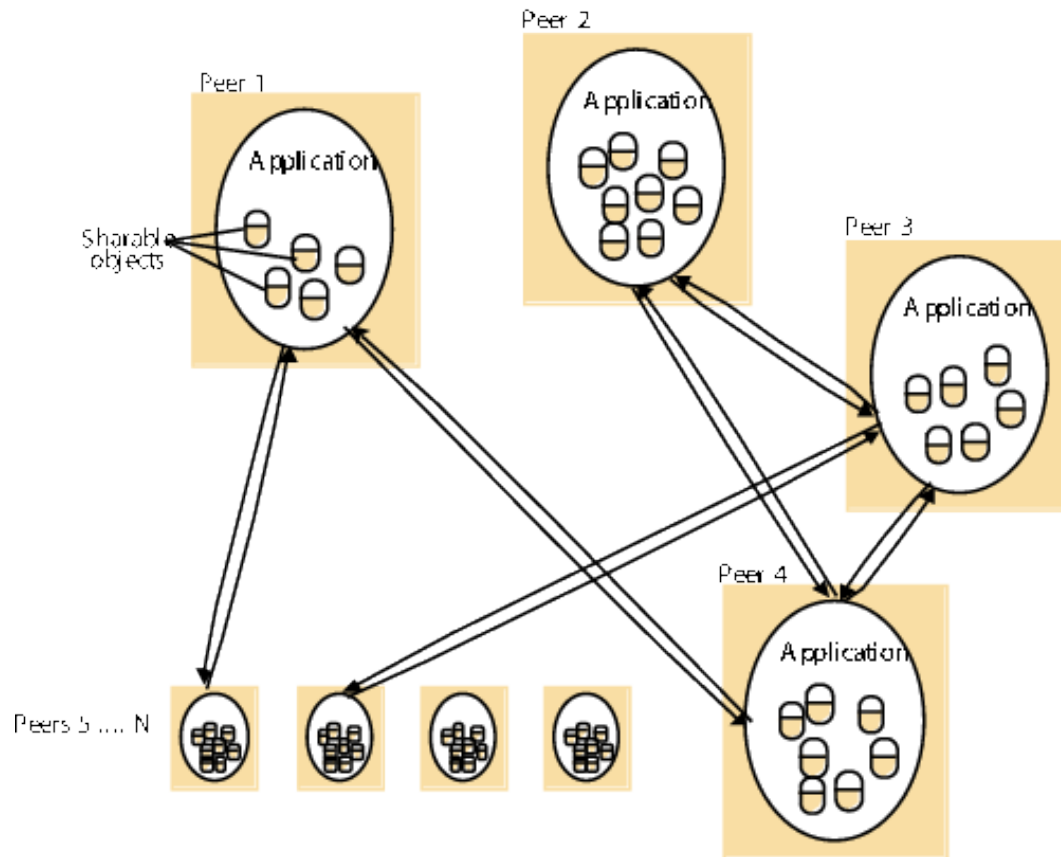 Peer 2
Peer 1
Application
Application
Sharable
objects
Peer 3
Application
Peer 4
Application
Peers 5 .... N